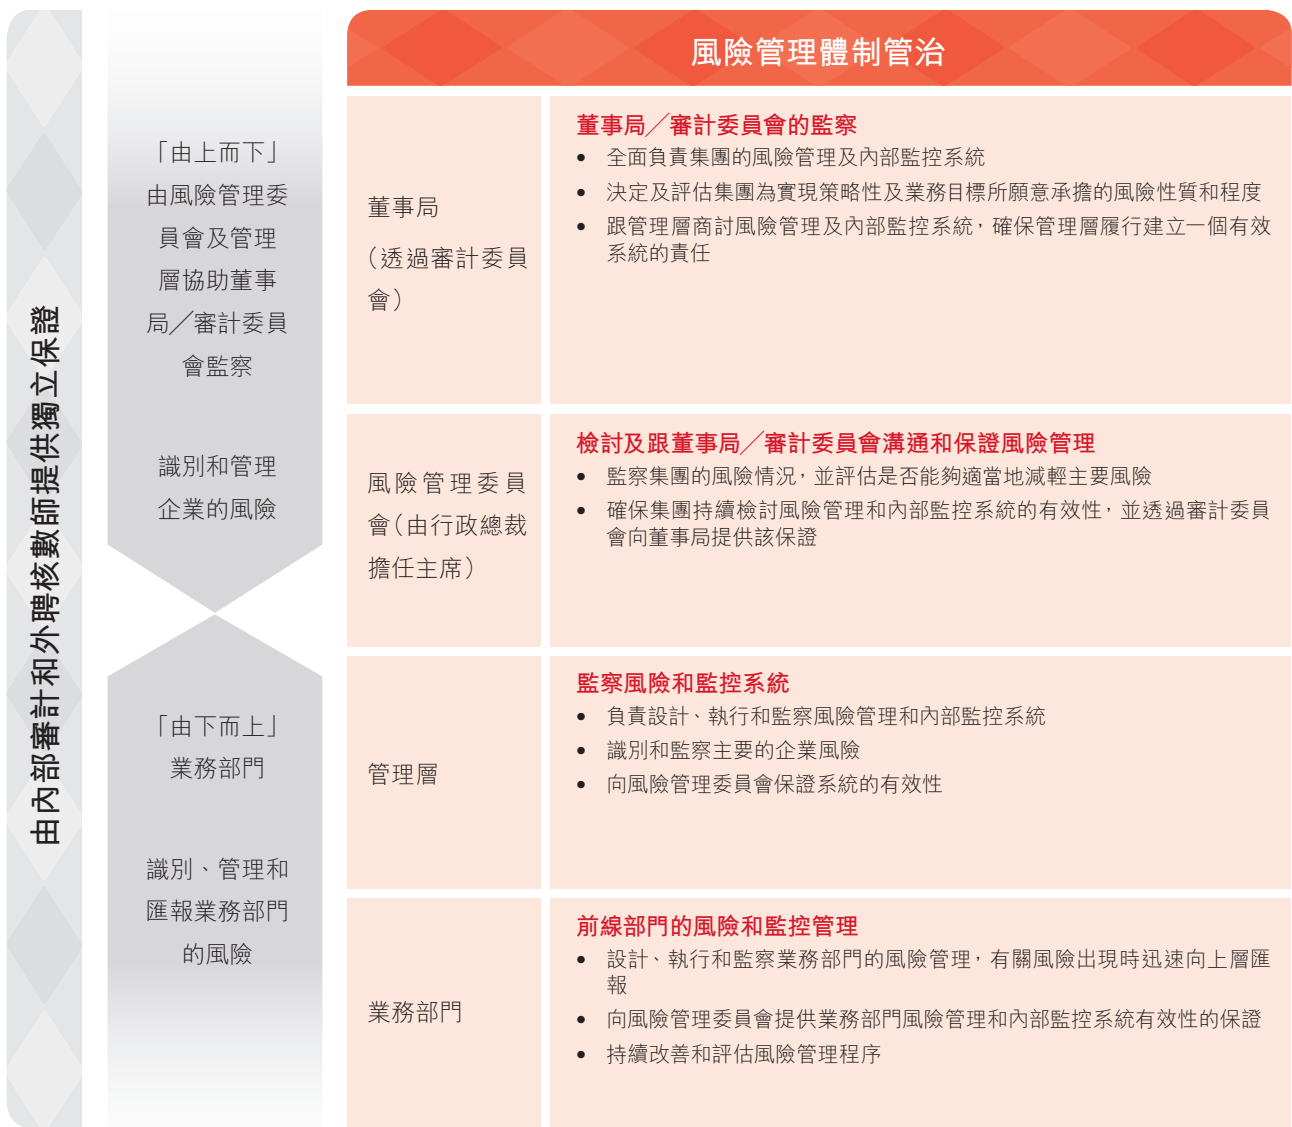 由內部審計和外聘核數師提供獨立保證
「由上而下」
由風險管理委
員會及管理
層協助董事
局╱審計委員
會監察
識別和管理
企業的風險
「由下而上」
業務部門
識別、管理和
匯報業務部門
的風險
風險管理體制管治
董事局
（透過審計委員
會）
董事局╱審計委員會的監察
• 全面負責集團的風險管理及內部監控系統
• 決定及評估集團為實現策略性及業務目標所願意承擔的風險性質和程度
• 跟管理層商討風險管理及內部監控系統，確保管理層履行建立一個有效
系統的責任
風險管理委員
會（由行政總裁
擔任主席）
檢討及跟董事局╱審計委員會溝通和保證風險管理
• 監察集團的風險情況，並評估是否能夠適當地減輕主要風險
• 確保集團持續檢討風險管理和內部監控系統的有效性，並透過審計委員
會向董事局提供該保證
管理層
監察風險和監控系統
• 負責設計、執行和監察風險管理和內部監控系統
• 識別和監察主要的企業風險
• 向風險管理委員會保證系統的有效性
業務部門
前線部門的風險和監控管理
• 設計、執行和監察業務部門的風險管理，有關風險出現時迅速向上層匯
報
• 向風險管理委員會提供業務部門風險管理和內部監控系統有效性的保證
• 持續改善和評估風險管理程序